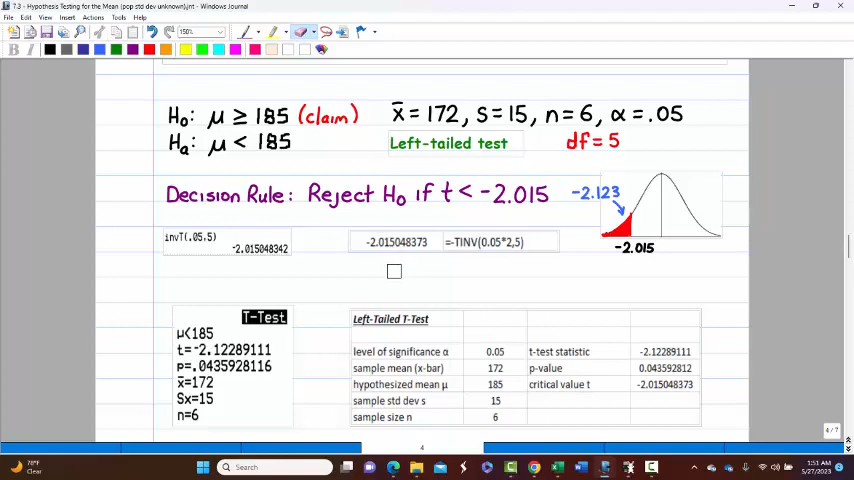 7.3 - Hypothesis Testing for the Mean (pop std dev unknown).jnt - Windows Journal
File Edit View Insert Actions Tools Help
150%
B I
H₀: μ ≥ 185 (claim) x̄ = 172, s = 15, n = 6, α = .05
Hₐ: μ < 185 Left-tailed test df = 5
Decision Rule: Reject H₀ if t < -2.015 -2.123
invT(.05,5)
-2.015048342
-2.015048373 =-TINV(0.05*2,5)
-2.015
T-Test
μ<185
t=-2.12289111
p=.0435928116
x̄=172
Sx=15
n=6
Left-Tailed T-Test
level of significance α 0.05 t-test statistic -2.12289111
sample mean (x-bar) 172 p-value 0.043592812
hypothesized mean μ 185 critical value t -2.015048373
sample std dev s 15
sample size n 6
4
4 / 7
78°F
Clear
Search
1:51 AM
5/27/2023